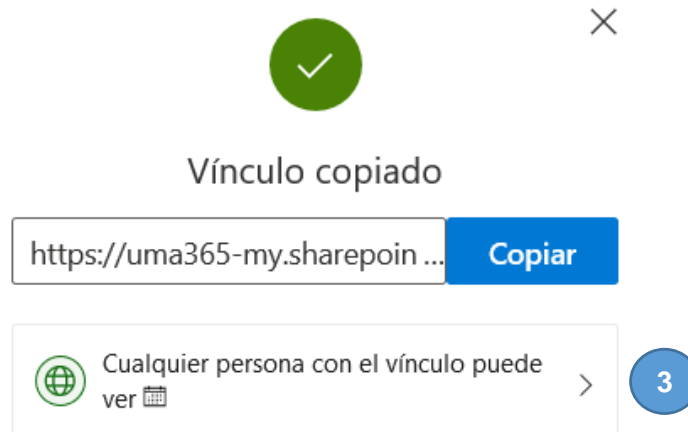 Vínculo copiado
https://uma365-my.sharepoin ...
Copiar
Cualquier persona con el vínculo puede
ver
3